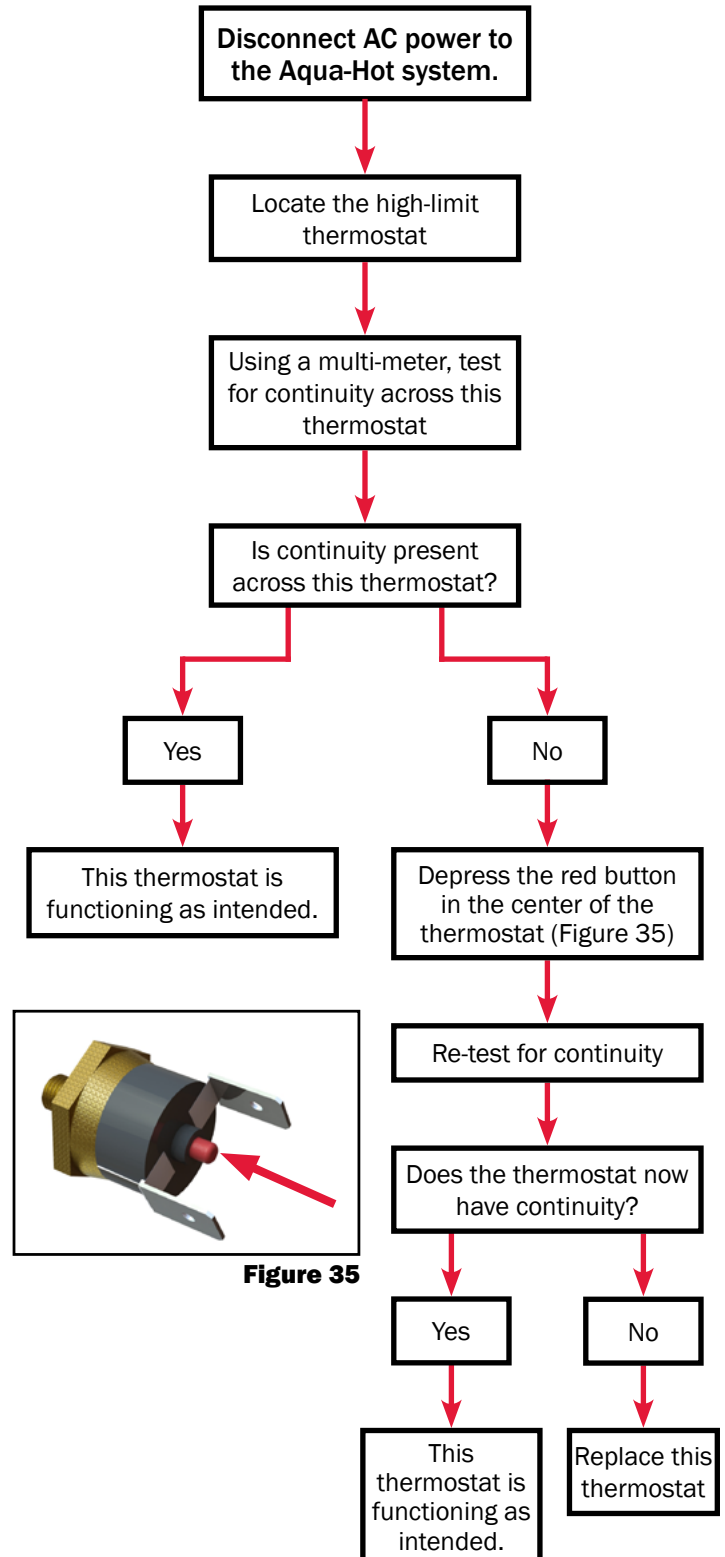 Disconnect AC power to
the Aqua-Hot system.
Locate the high-limit
thermostat
Using a multi-meter, test
for continuity across this
thermostat
Is continuity present
across this thermostat?
Yes
No
This thermostat is
functioning as intended.
Depress the red button
in the center of the
thermostat (Figure 35)
Figure 35
Re-test for continuity
Does the thermostat now
have continuity?
Yes
No
This
thermostat is
functioning as
intended.
Replace this
thermostat